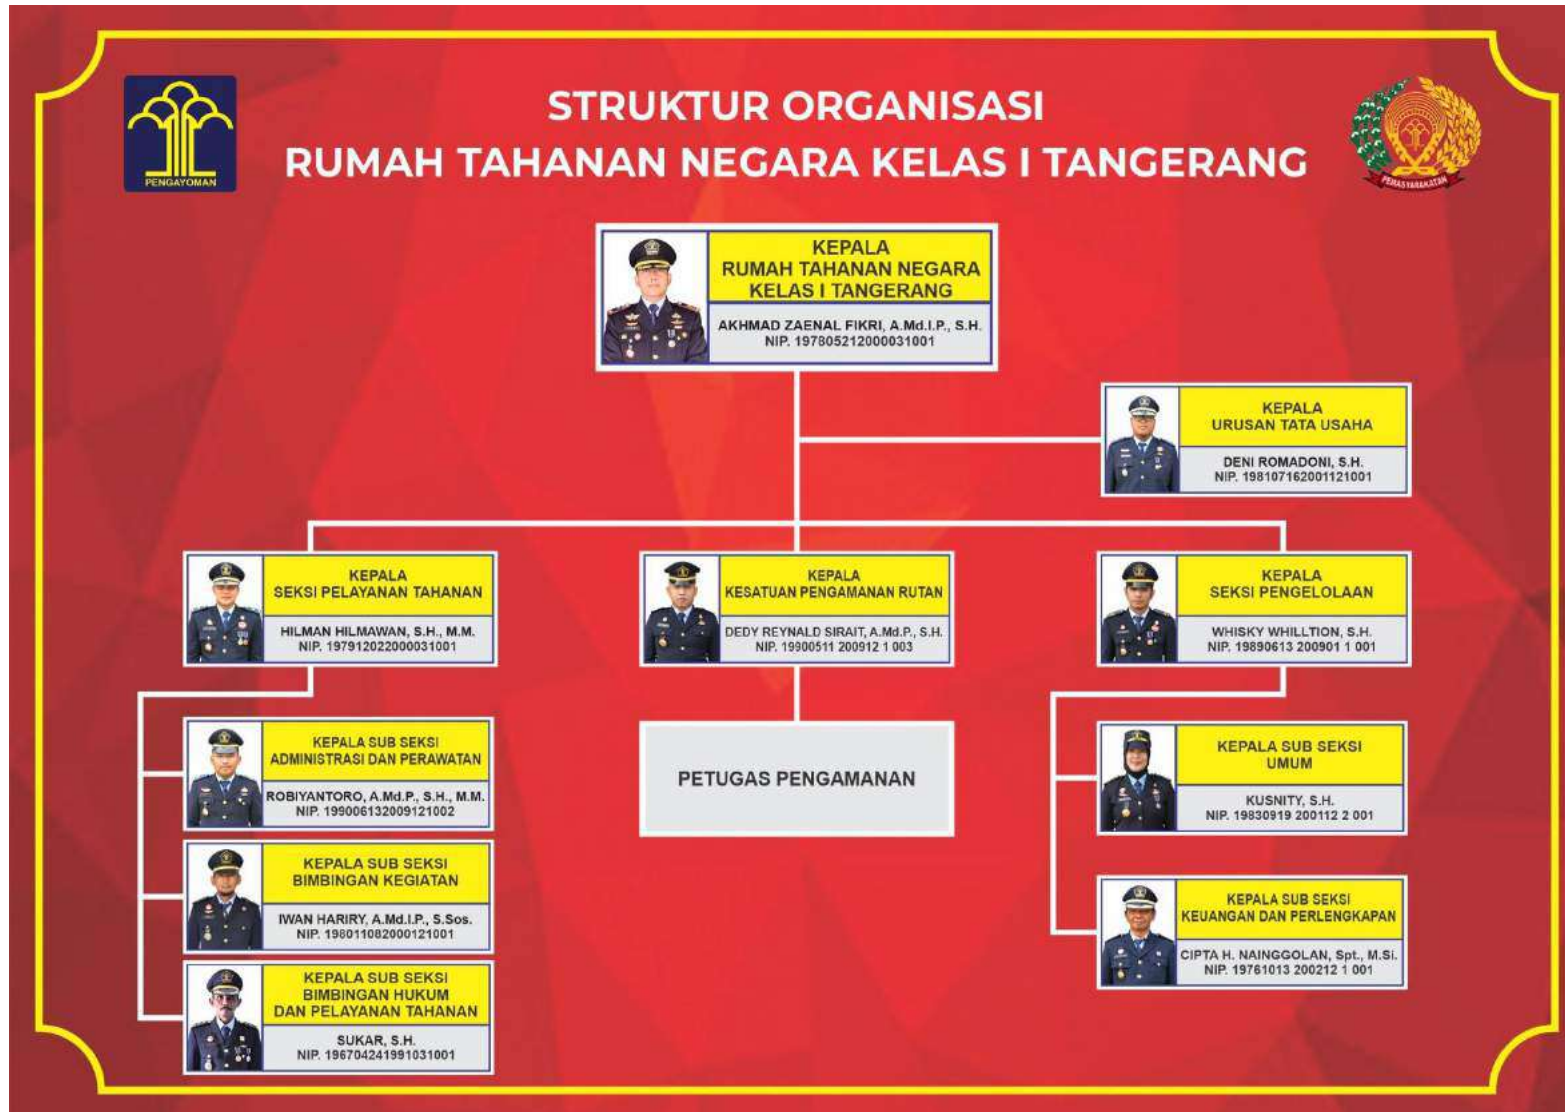 STRUKTUR ORGANISASI
RUMAH TAHANAN NEGARA KELAS I TANGERANG
PENGAYOMAN
PEMASYARAKATAN
KEPALA
RUMAH TAHANAN NEGARA
KELAS I TANGERANG
AKHMAD ZAENAL FIKRI, A.Md.I.P., S.H.
NIP. 197805212000031001
KEPALA
URUSAN TATA USAHA
DENI ROMADONI, S.H.
NIP. 198107162001121001
KEPALA
SEKSI PELAYANAN TAHANAN
HILMAN HILMAWAN, S.H., M.M.
NIP. 197912022000031001
KEPALA
KESATUAN PENGAMANAN RUTAN
DEDY REYNALD SIRAIT, A.Md.P., S.H.
NIP. 19900511 200912 1 003
KEPALA
SEKSI PENGELOLAAN
WHISKY WHILLTION, S.H.
NIP. 19890613 200901 1 001
KEPALA SUB SEKSI
ADMINISTRASI DAN PERAWATAN
ROBIYANTORO, A.Md.P., S.H., M.M.
NIP. 199006132009121002
PETUGAS PENGAMANAN
KEPALA SUB SEKSI
UMUM
KUSNITY, S.H.
NIP. 19830919 200112 2 001
KEPALA SUB SEKSI
BIMBINGAN KEGIATAN
IWAN HARIRY, A.Md.I.P., S.Sos.
NIP. 198011082000121001
KEPALA SUB SEKSI
KEUANGAN DAN PERLENGKAPAN
CIPTA H. NAINGGOLAN, Spt., M.Si.
NIP. 19761013 200212 1 001
KEPALA SUB SEKSI
BIMBINGAN HUKUM
DAN PELAYANAN TAHANAN
SUKAR, S.H.
NIP. 196704241991031001